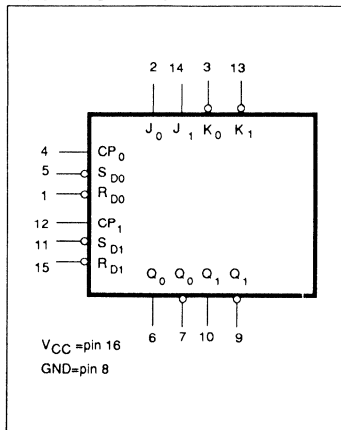 2 14 3 13
J0 J1 K0 K1
4 CP0
5 SD0
1 RD0
12 CP1
11 SD1
15 RD1
Q0 Q0 Q1 Q1
6 7 10 9
VCC =pin 16
GND=pin 8